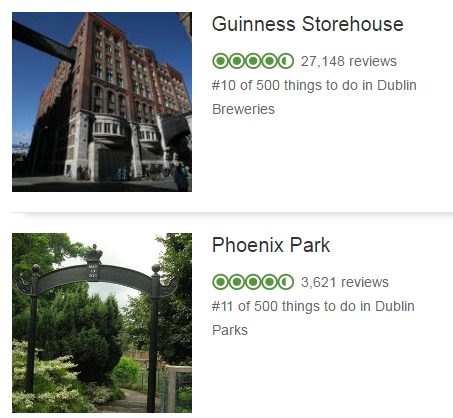 Guinness Storehouse
27,148 reviews
#10 of 500 things to do in Dublin
Breweries
Phoenix Park
3,621 reviews
#11 of 500 things to do in Dublin
Parks